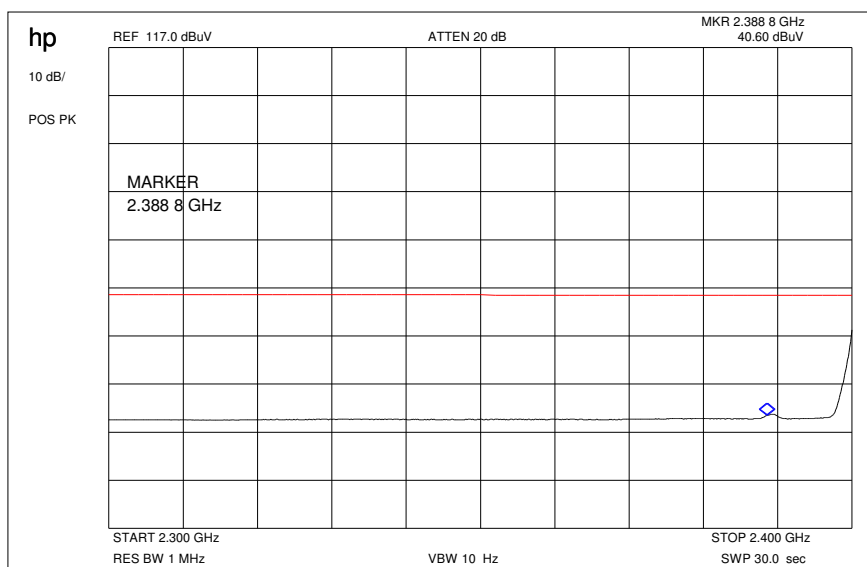 MKR 2.388 8 GHz
hp REF 117.0 dBuV ATTEN 20 dB 40.60 dBuV
10 dB/
POS PK
MARKER
2.388 8 GHz
START 2.300 GHz STOP 2.400 GHz
RES BW 1 MHz VBW 10 Hz SWP 30.0 sec